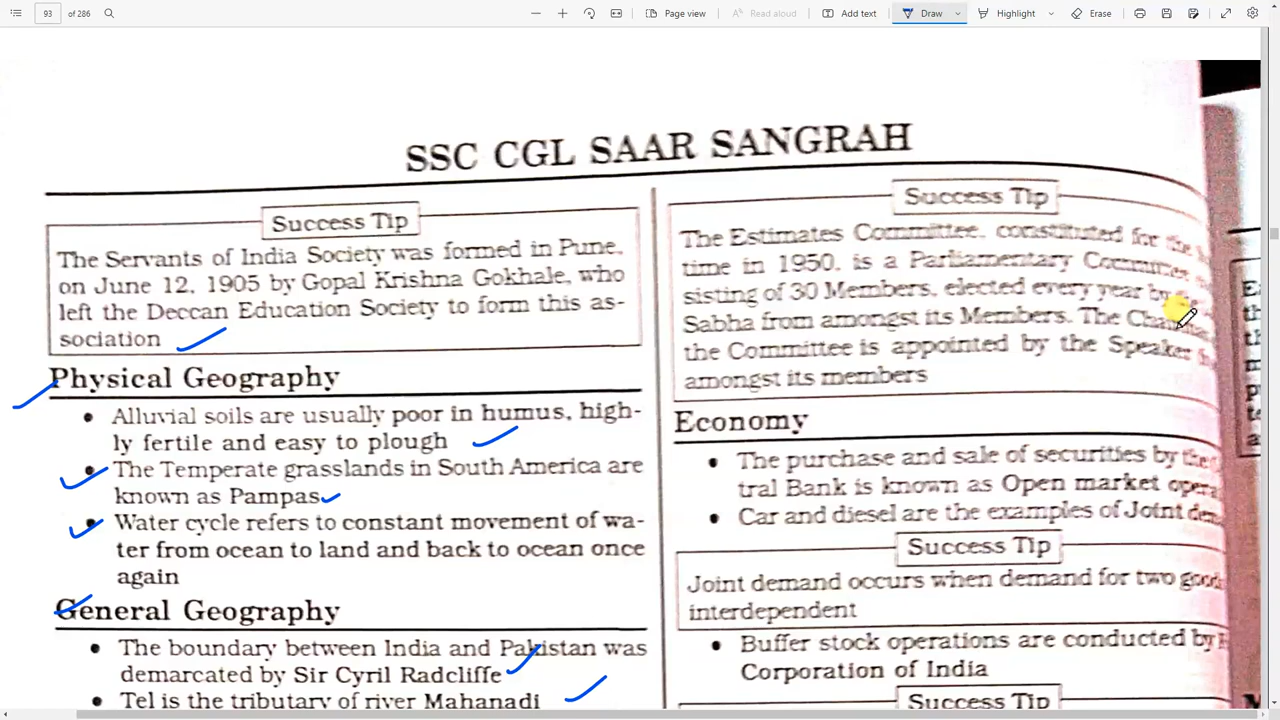 93
of 286
Page view
Read aloud
Add text
Draw
Highlight
Erase
SSC CGL SAAR SANGRAH
Success Tip
The Servants of India Society was formed in Pune,
on June 12, 1905 by Gopal Krishna Gokhale, who
left the Deccan Education Society to form this as-
sociation
Physical Geography
• Alluvial soils are usually poor in humus, high-
ly fertile and easy to plough
• The Temperate grasslands in South America are
known as Pampas
• Water cycle refers to constant movement of wa-
ter from ocean to land and back to ocean once
again
General Geography
• The boundary between India and Pakistan was
demarcated by Sir Cyril Radcliffe
• Tel is the tributary of river Mahanadi
Success Tip
The Estimates Committee, constituted for the
time in 1950, is a Parliamentary Committee
sisting of 30 Members, elected every year by
Sabha from amongst its Members. The
the Committee is appointed by the Speaker
amongst its members
Economy
• The purchase and sale of securities by the
tral Bank is known as Open market
• Car and diesel are the examples of Joint
Success Tip
Joint demand occurs when demand for two
interdependent
• Buffer stock operations are conducted by
Corporation of India
Success Tip